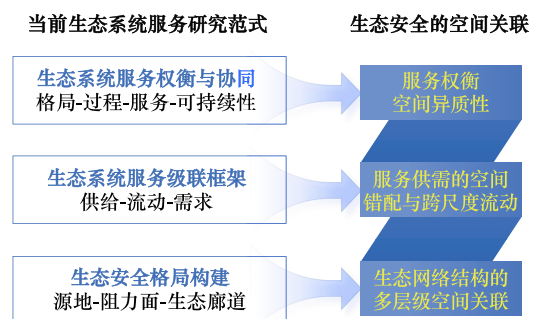 当前生态系统服务研究范式
生态安全的空间关联
生态系统服务权衡与协同
格局-过程-服务-可持续性
服务权衡
空间异质性
生态系统服务级联框架
供给-流动-需求
服务供需的空间
错配与跨尺度流动
生态安全格局构建
源地-阻力面-生态廊道
生态网络结构的
多层级空间关联